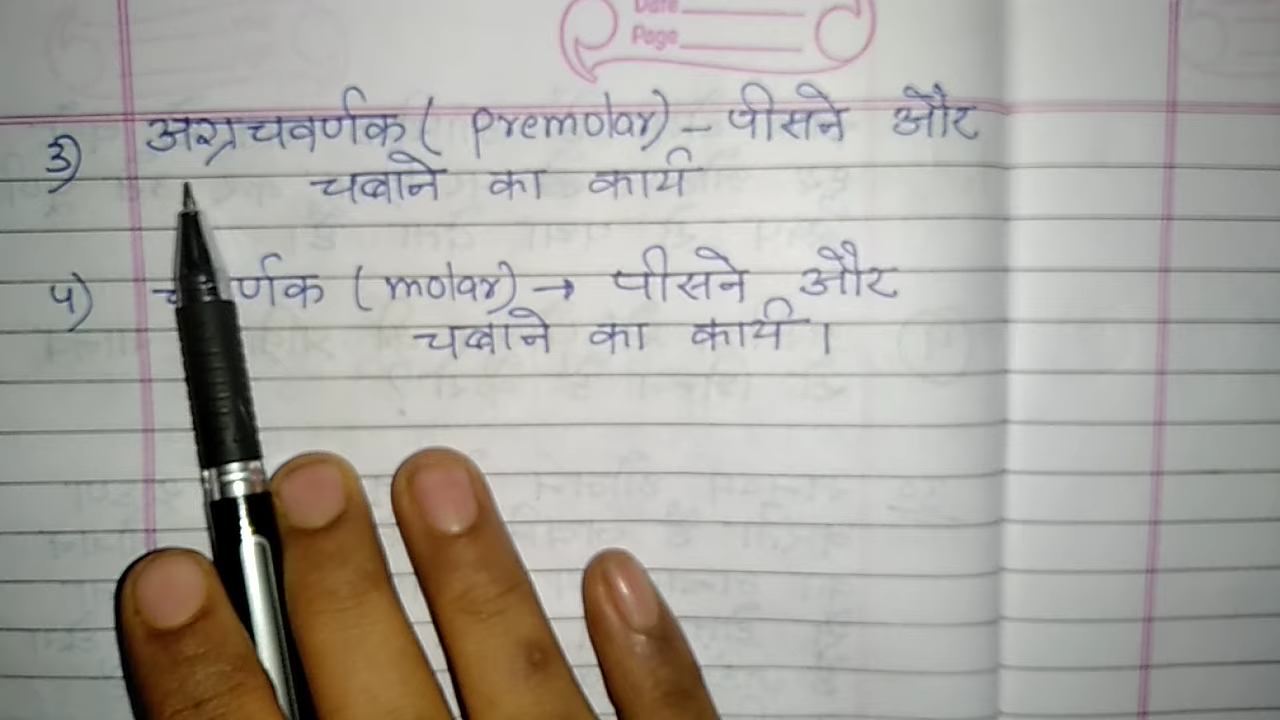 Date
Page
3) अग्रचवर्णक ( Premolar) - पीसने और
चबाने का कार्य
4) र्णक ( molar) → पीसने और
चबाने का कार्य ।